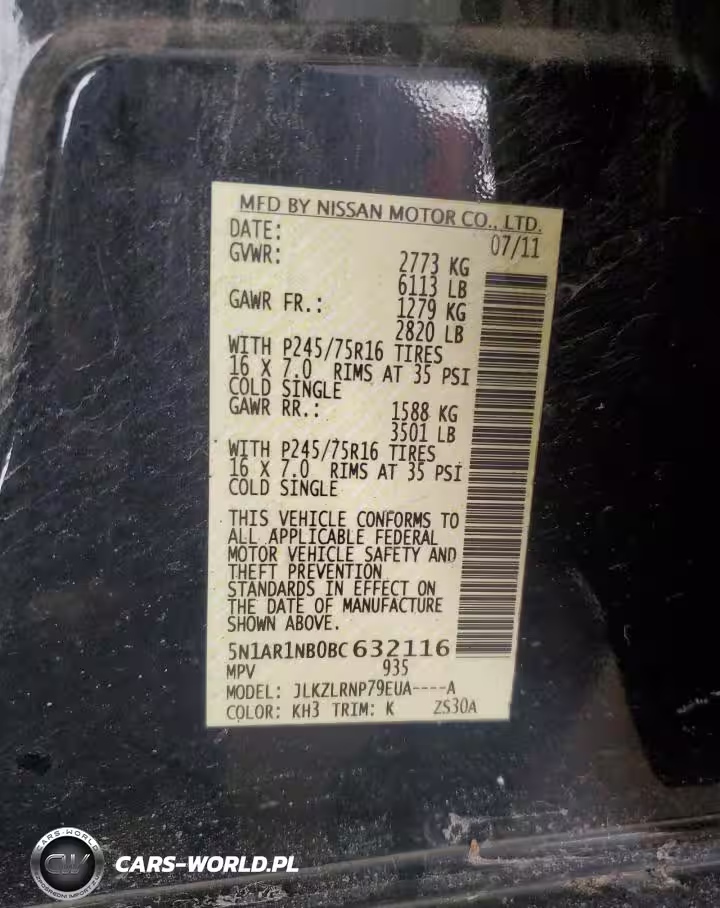 MFD BY NISSAN MOTOR CO., LTD.
DATE: 07/11
GVWR: 2773 KG
6113 LB
GAWR FR.: 1279 KG
2820 LB
WITH P245/75R16 TIRES
16 X 7.0 RIMS AT 35 PSI
COLD SINGLE
GAWR RR.: 1588 KG
3501 LB
WITH P245/75R16 TIRES
16 X 7.0 RIMS AT 35 PSI
COLD SINGLE
THIS VEHICLE CONFORMS TO
ALL APPLICABLE FEDERAL
MOTOR VEHICLE SAFETY AND
THEFT PREVENTION
STANDARDS IN EFFECT ON
THE DATE OF MANUFACTURE
SHOWN ABOVE.
5N1AR1NB0BC632116
MPV 935
MODEL: JLKZLRNP79EUA----A
COLOR: KH3 TRIM: K ZS30A
CARS-WORLD
CW
CARS-WORLD.PL